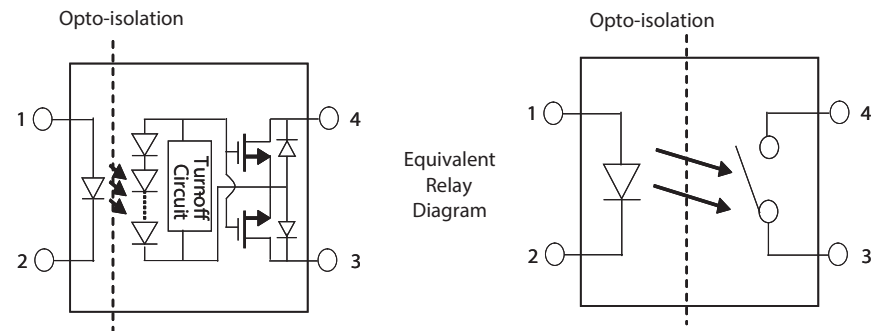 Opto-isolation
1
2
Turnoff
Circuit
4
3
Equivalent
Relay
Diagram
Opto-isolation
1
2
4
3